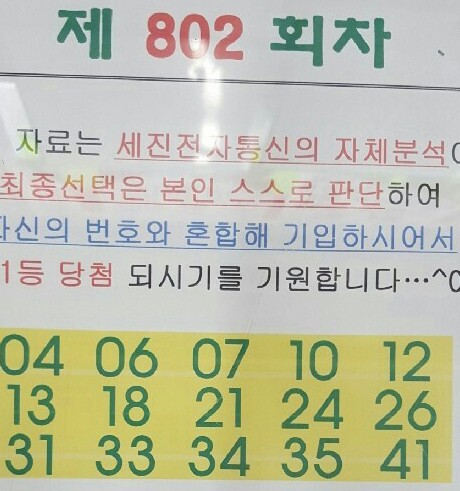 제 802 회차
자료는 세진전자통신의 자체분석
최종선택은 본인 스스로 판단하여
자신의 번호와 혼합해 기입하시어서
1등 당첨 되시기를 기원합니다…^
04 06 07 10 12
13 18 21 24 26
31 33 34 35 41